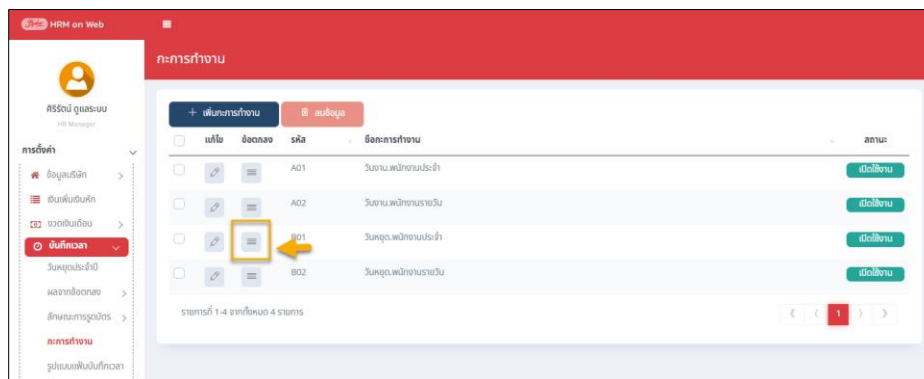 HRM on Web
กะการทำงาน
ศิริรัตน์ ดูแลระบบ
HR Manager
การตั้งค่า
ข้อมูลบริษัท
เงินเพิ่มเงินหัก
งวดเงินเดือน
บันทึกเวลา
วันหยุดประจำปี
ผลจากข้อตกลง
ลักษณะการรูดบัตร
กะการทำงาน
รูปแบบแฟ้มบันทึกเวลา
+ เพิ่มกะการทำงาน ลบข้อมูล
แก้ไข ข้อตกลง รหัส ชื่อกะการทำงาน สถานะ
A01 วันงาน.พนักงานประจำ เปิดใช้งาน
A02 วันงาน.พนักงานรายวัน เปิดใช้งาน
B01 วันหยุด.พนักงานประจำ เปิดใช้งาน
B02 วันหยุด.พนักงานรายวัน เปิดใช้งาน
รายการที่ 1-4 จากทั้งหมด 4 รายการ
1